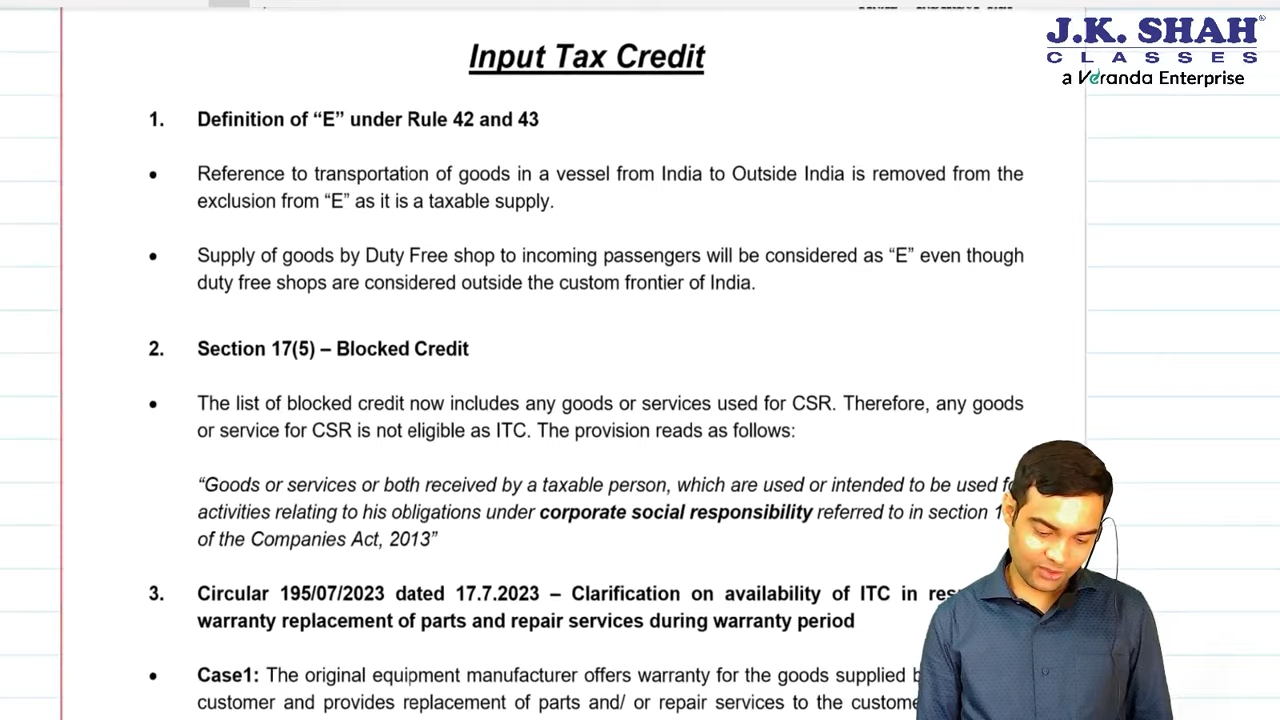 J.K. SHAH
CLASSES
a Veranda Enterprise
Input Tax Credit
1. Definition of “E” under Rule 42 and 43
• Reference to transportation of goods in a vessel from India to Outside India is removed from the
exclusion from “E” as it is a taxable supply.
• Supply of goods by Duty Free shop to incoming passengers will be considered as “E” even though
duty free shops are considered outside the custom frontier of India.
2. Section 17(5) – Blocked Credit
• The list of blocked credit now includes any goods or services used for CSR. Therefore, any goods
or service for CSR is not eligible as ITC. The provision reads as follows:
“Goods or services or both received by a taxable person, which are used or intended to be used
activities relating to his obligations under corporate social responsibility referred to in section
of the Companies Act, 2013”
3. Circular 195/07/2023 dated 17.7.2023 – Clarification on availability of ITC in
warranty replacement of parts and repair services during warranty period
• Case1: The original equipment manufacturer offers warranty for the goods supplied
customer and provides replacement of parts and/ or repair services to the